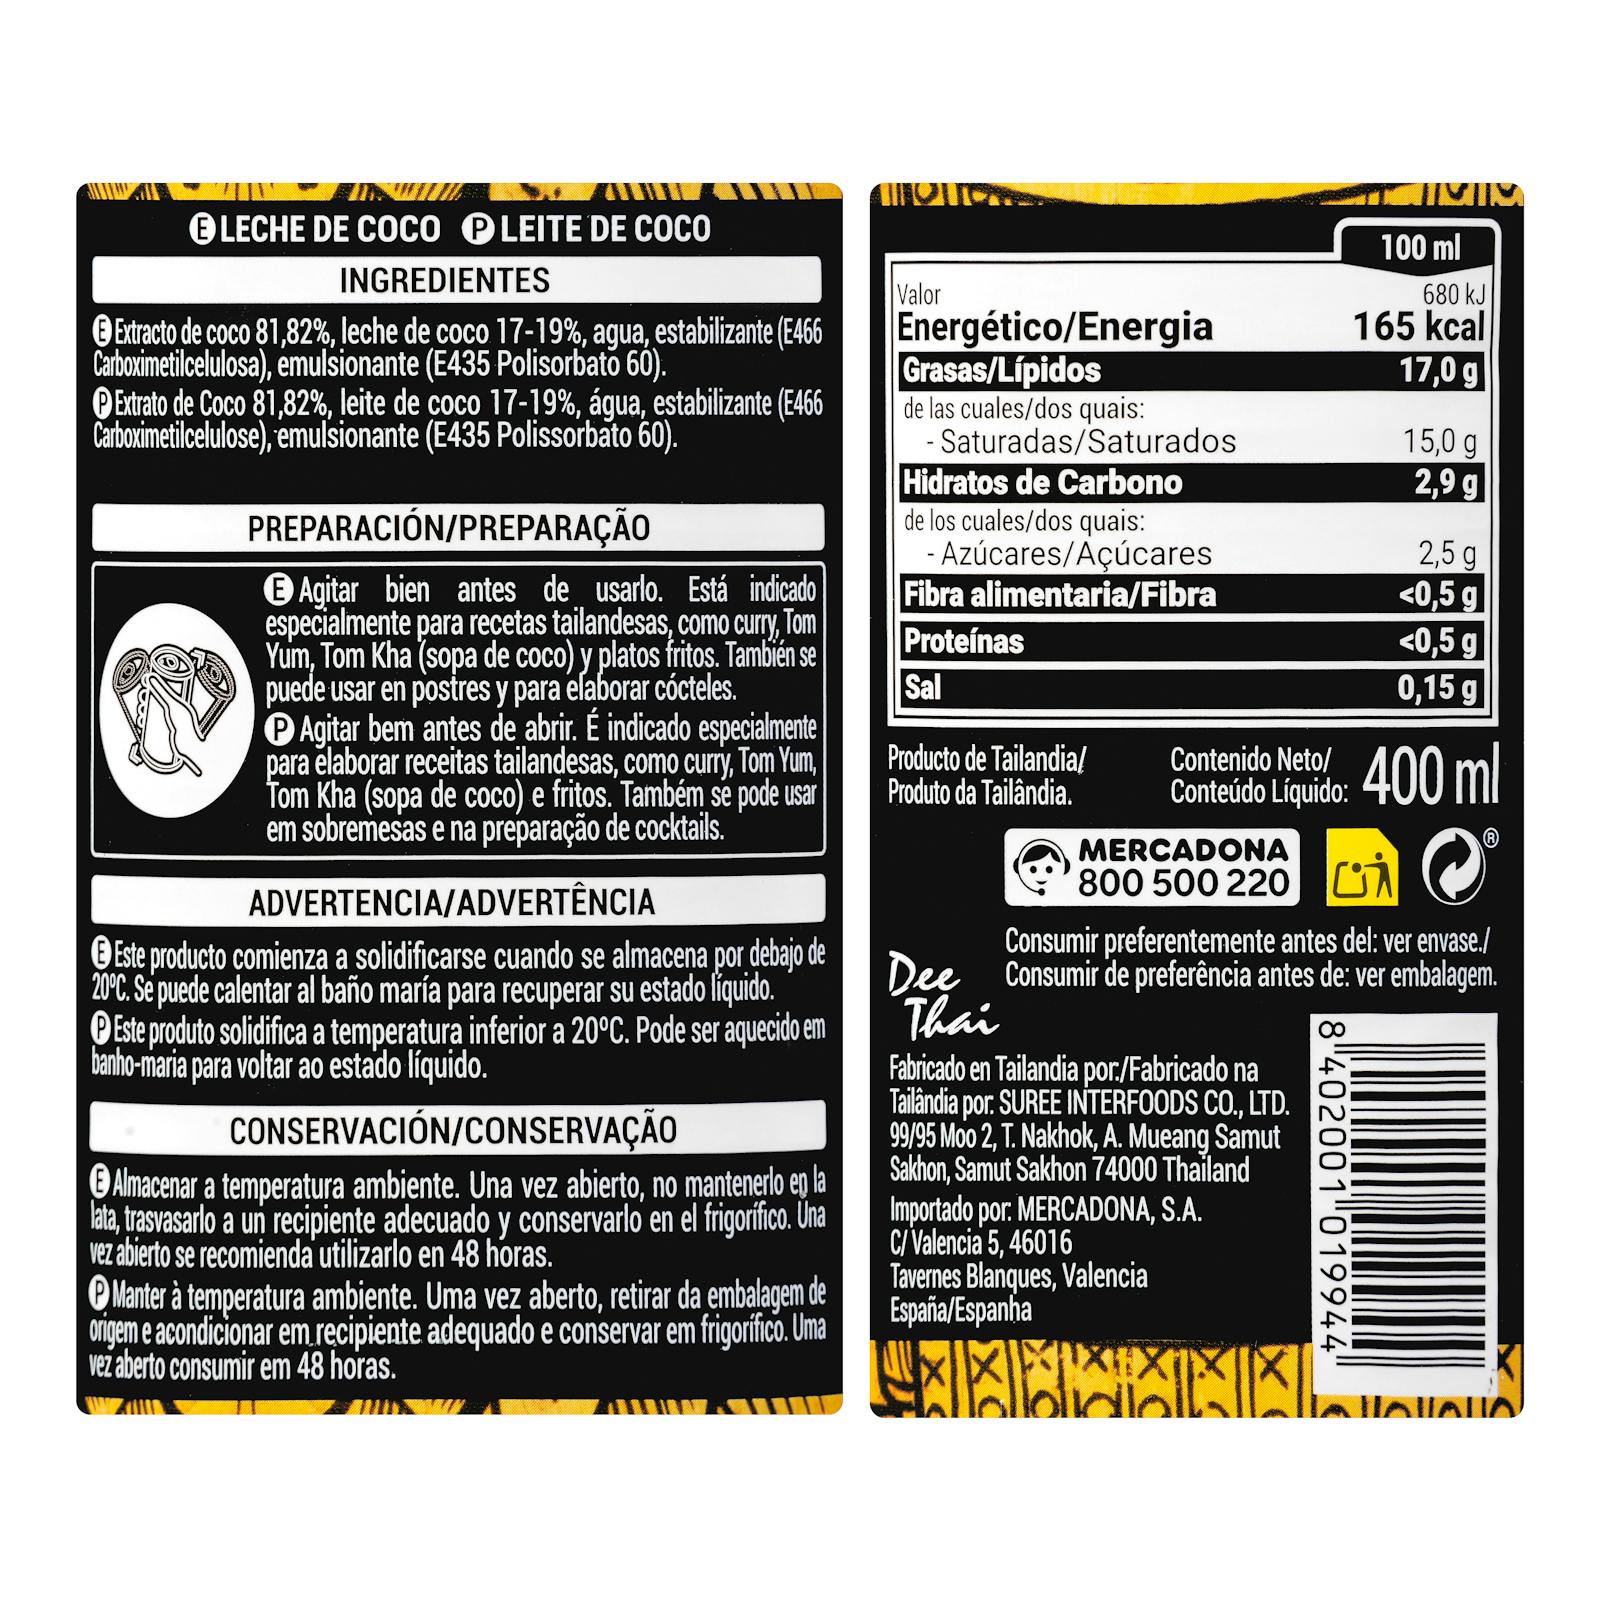 E LECHE DE COCO P LEITE DE COCO
INGREDIENTES
E Extracto de coco 81,82%, leche de coco 17-19%, agua, estabilizante (E466
Carboximetilcelulosa), emulsionante (E435 Polisorbato 60).
P Extrato de Coco 81,82%, leite de coco 17-19%, água, estabilizante (E466
Carboximetilcelulose), emulsionante (E435 Polissorbato 60).
PREPARACIÓN/PREPARAÇÃO
E Agitar bien antes de usarlo. Está indicado
especialmente para recetas tailandesas, como curry, Tom
Yum, Tom Kha (sopa de coco) y platos fritos. También se
puede usar en postres y para elaborar cócteles.
P Agitar bem antes de abrir. É indicado especialmente
para elaborar receitas tailandesas, como curry, Tom Yum,
Tom Kha (sopa de coco) e fritos. Também se pode usar
em sobremesas e na preparação de cocktails.
ADVERTENCIA/ADVERTÊNCIA
E Este producto comienza a solidificarse cuando se almacena por debajo de
20ºC. Se puede calentar al baño maría para recuperar su estado líquido.
P Este produto solidifica a temperatura inferior a 20ºC. Pode ser aquecido em
banho-maria para voltar ao estado líquido.
CONSERVACIÓN/CONSERVAÇÃO
E Almacenar a temperatura ambiente. Una vez abierto, no mantenerlo en la
lata, trasvasarlo a un recipiente adecuado y conservarlo en el frigorífico. Una
vez abierto se recomienda utilizarlo en 48 horas.
P Manter à temperatura ambiente. Uma vez aberto, retirar da embalagem de
origem e acondicionar em recipiente adequado e conservar em frigorífico. Uma
vez aberto consumir em 48 horas.
100 ml
Valor 680 kJ
Energético/Energia 165 kcal
Grasas/Lípidos 17,0 g
de las cuales/dos quais:
- Saturadas/Saturados 15,0 g
Hidratos de Carbono 2,9 g
de los cuales/dos quais:
- Azúcares/Açúcares 2,5 g
Fibra alimentaria/Fibra <0,5 g
Proteínas <0,5 g
Sal 0,15 g
Producto de Tailandia/
Produto da Tailândia.
Contenido Neto/
Conteúdo Líquido: 400 ml
MERCADONA
800 500 220
®
Consumir preferentemente antes del: ver envase./
Consumir de preferência antes de: ver embalagem.
Dee
Thai
Fabricado en Tailandia por:/Fabricado na
Tailândia por: SUREE INTERFOODS CO., LTD.
99/95 Moo 2, T. Nakhok, A. Mueang Samut
Sakhon, Samut Sakhon 74000 Thailand
Importado por: MERCADONA, S.A.
C/ Valencia 5, 46016
Tavernes Blanques, Valencia
España/Espanha
8 402001 019944